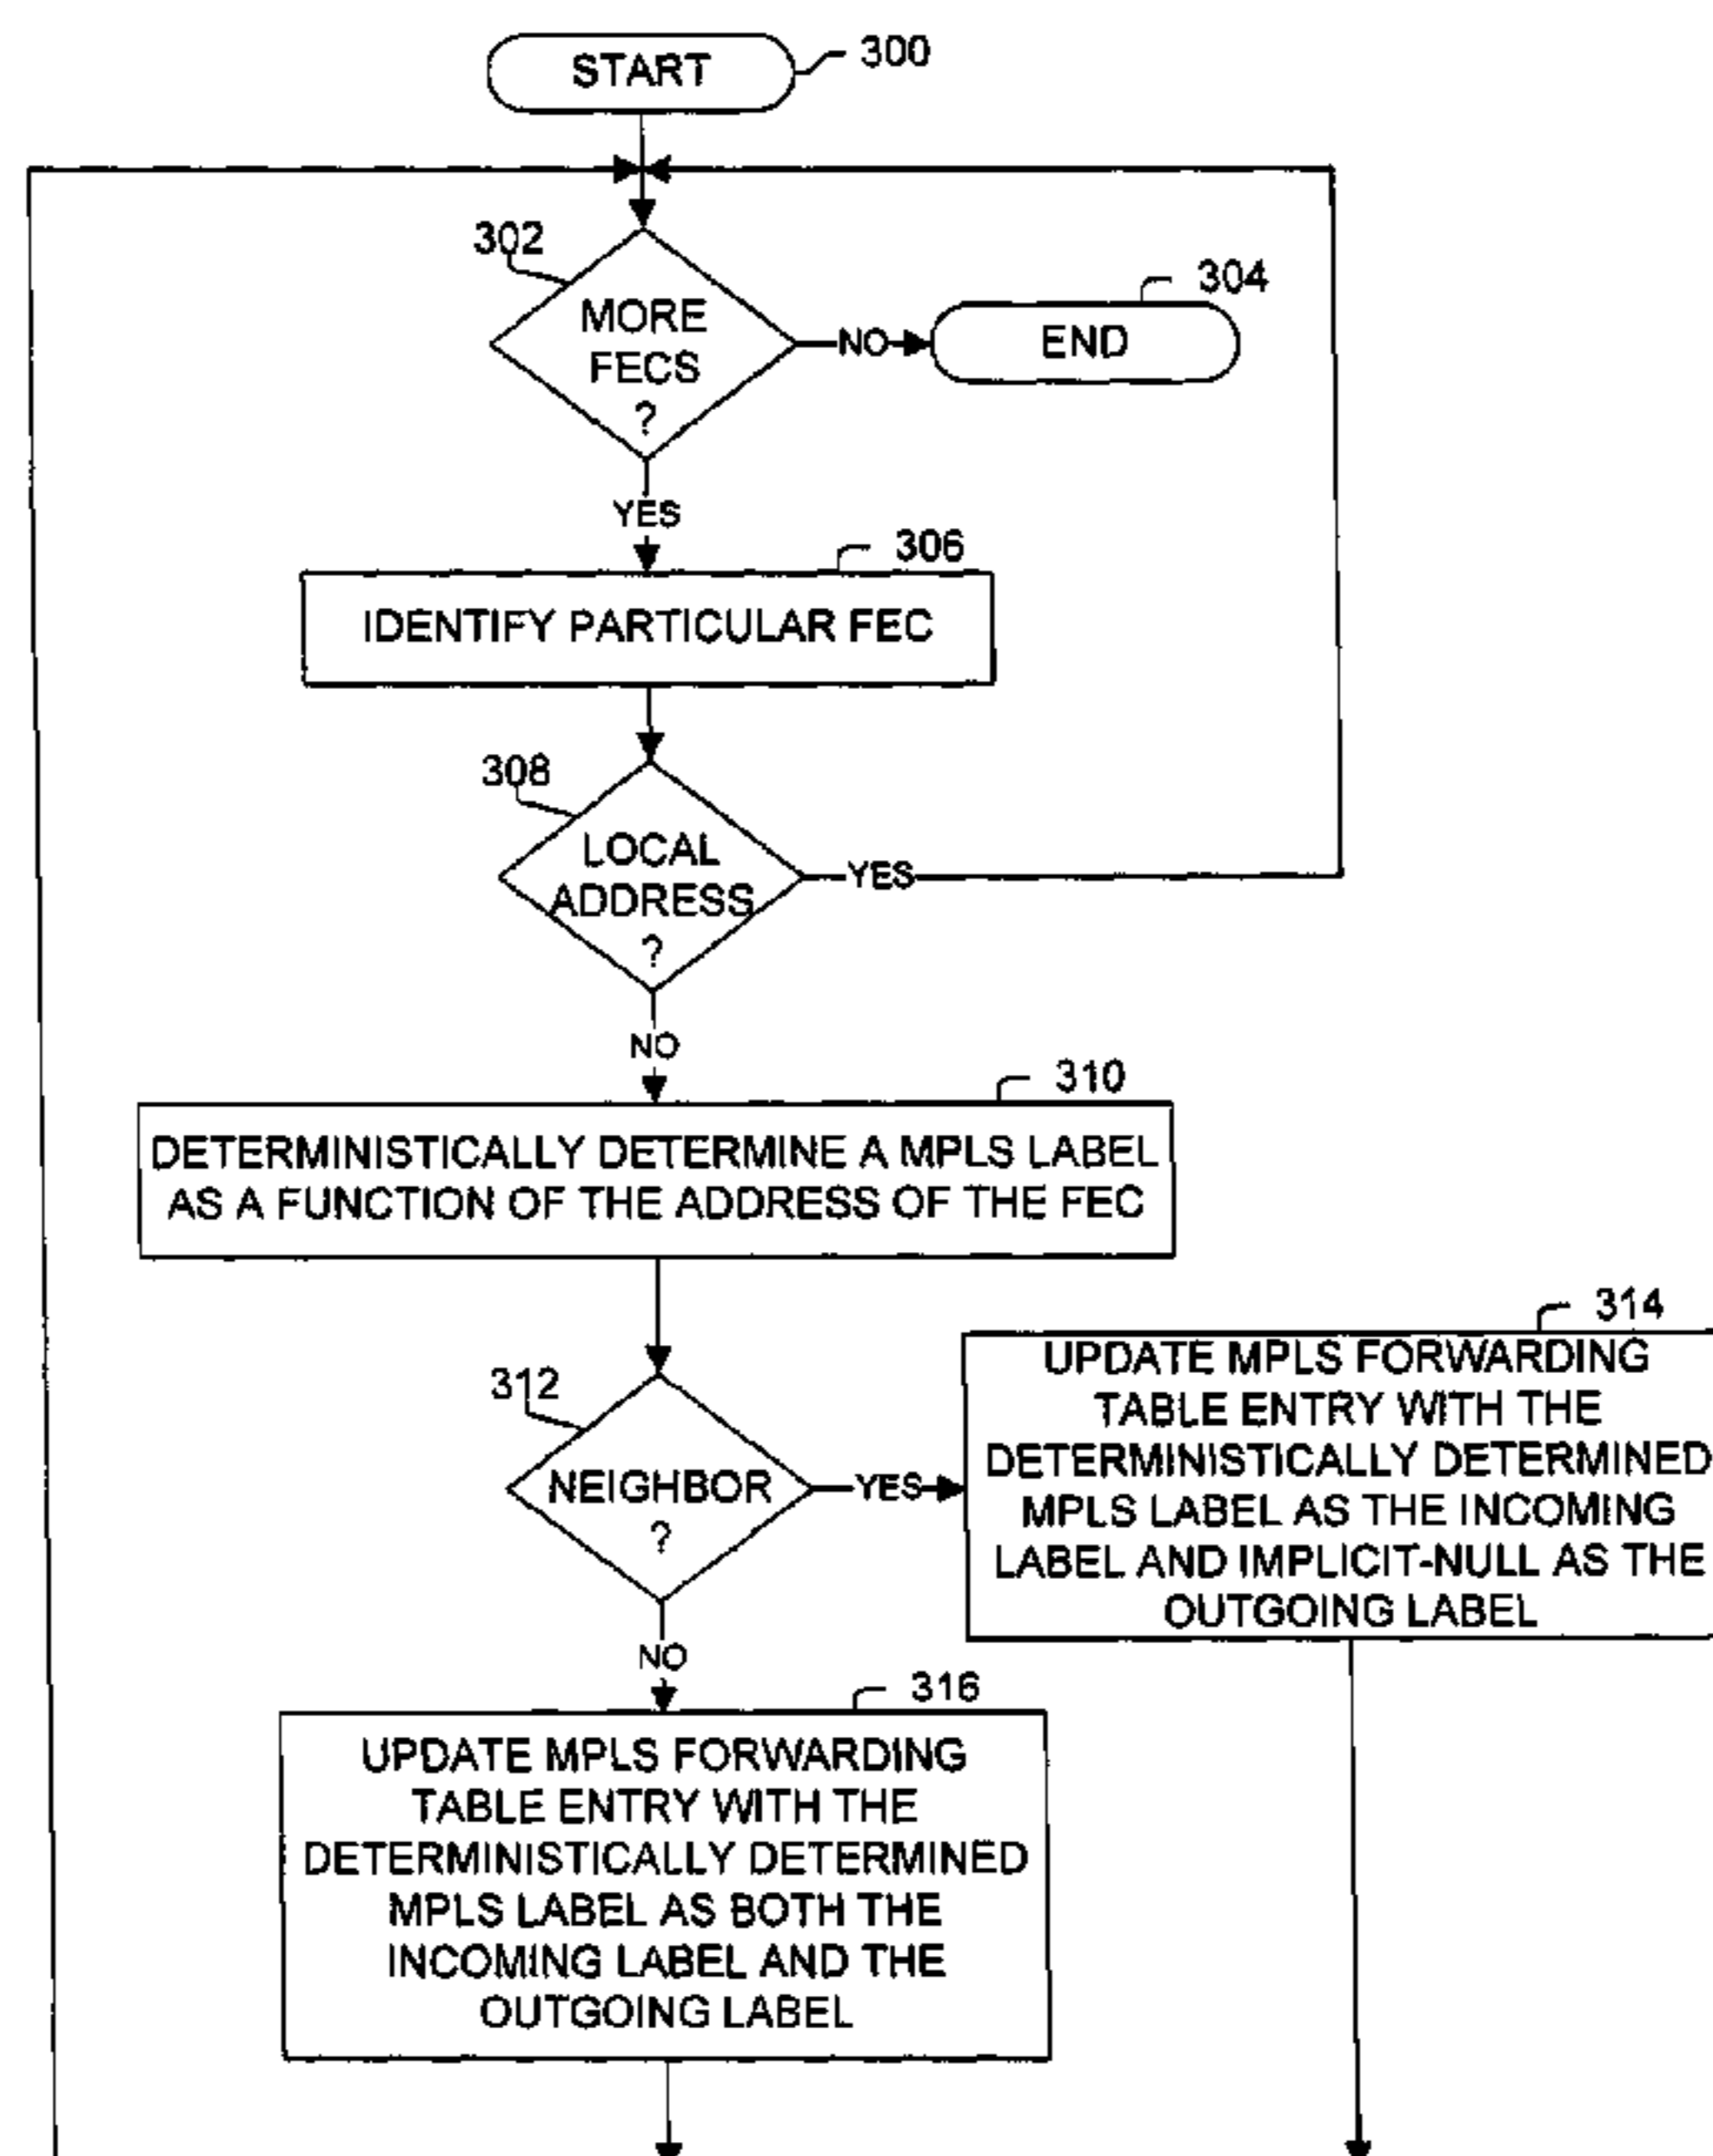 START
300
302
MORE
FECS
?
NO
304
END
YES
306
IDENTIFY PARTICULAR FEC
308
LOCAL
ADDRESS
?
YES
NO
310
DETERMINISTICALLY DETERMINE A MPLS LABEL
AS A FUNCTION OF THE ADDRESS OF THE FEC
312
NEIGHBOR
?
YES
314
UPDATE MPLS FORWARDING
TABLE ENTRY WITH THE
DETERMINISTICALLY DETERMINED
MPLS LABEL AS THE INCOMING
LABEL AND IMPLICIT-NULL AS THE
OUTGOING LABEL
NO
316
UPDATE MPLS FORWARDING
TABLE ENTRY WITH THE
DETERMINISTICALLY DETERMINED
MPLS LABEL AS BOTH THE
INCOMING LABEL AND THE
OUTGOING LABEL